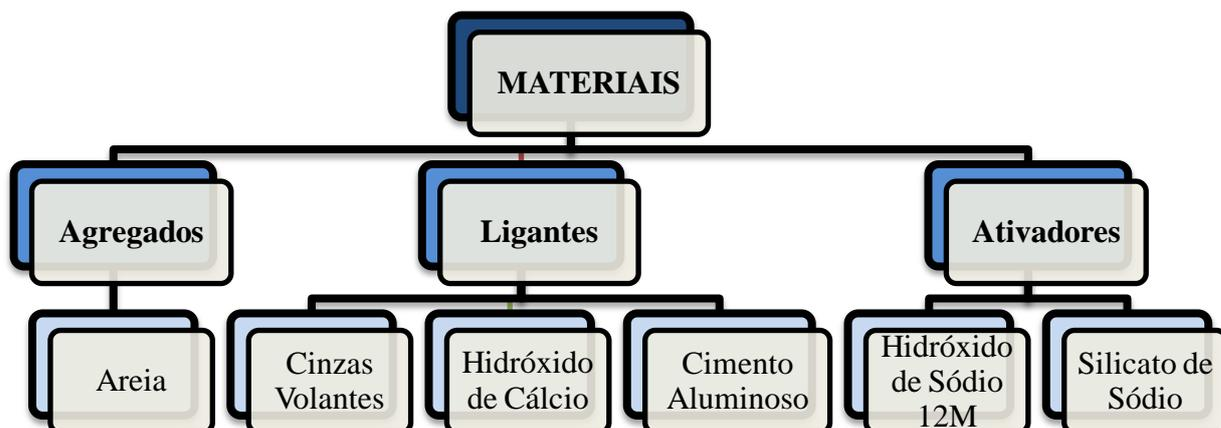 MATERIAIS
Agregados
Ligantes
Ativadores
Areia
Cinzas
Volantes
Hidróxido
de Cálcio
Cimento
Aluminoso
Hidróxido
de Sódio
12M
Silicato de
Sódio